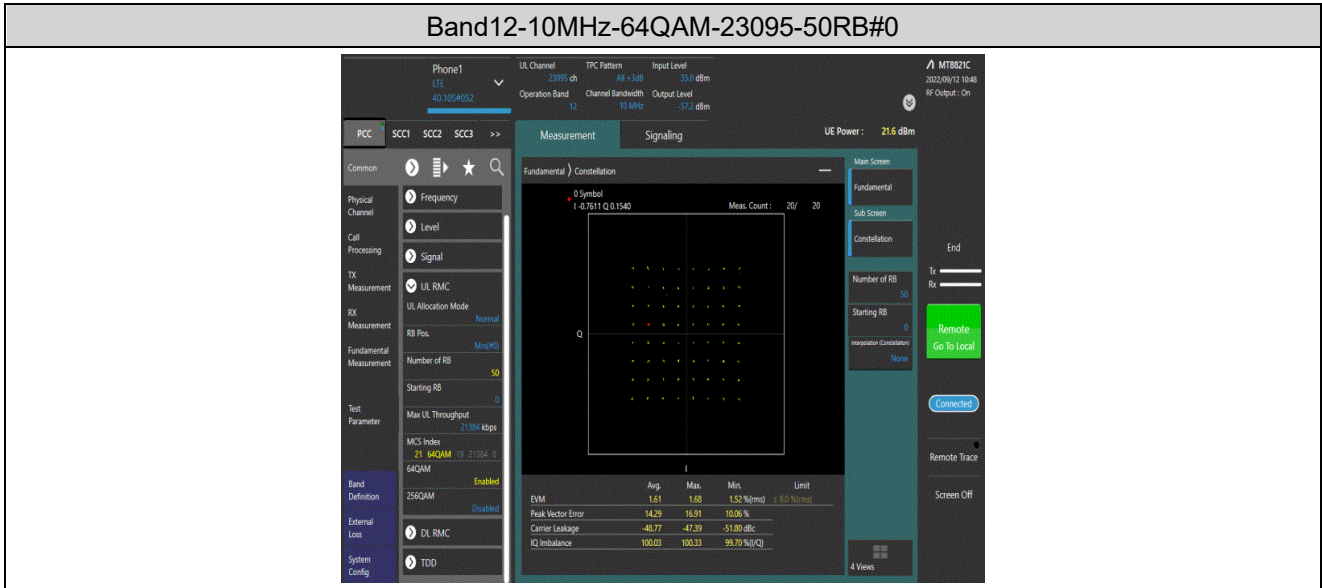 Band12-10MHz-64QAM-23095-50RB#0
Phone1
LTE
40.105#052
UL Channel TPC Pattern Input Level
23095 ch All +3dB 33.0 dBm
Operation Band Channel Bandwidth Output Level
12 10 MHz -57.2 dBm
MT8821C
2022/09/12 10:48
RF Output : On
PCC SCC1 SCC2 SCC3 >>
Measurement Signaling
UE Power : 21.6 dBm
Common
Physical
Channel
Call
Processing
TX
Measurement
RX
Measurement
Fundamental
Measurement
Test
Parameter
Band
Definition
External
Loss
System
Config
Frequency
Level
Signal
UL RMC
UL Allocation Mode
Normal
RB Pos.
Min(#0)
Number of RB
50
Starting RB
0
Max UL Throughput
21384 kbps
MCS Index
21 64QAM 19 21384 8
64QAM
Enabled
256QAM
Disabled
DL RMC
TDD
Fundamental 〉 Constellation
0 Symbol
I -0.7611 Q 0.1540
Meas. Count : 20/ 20
Q
I
Avg. Max. Min. Limit
EVM 1.61 1.68 1.52 %(rms) ≤ 8.0 %(rms)
Peak Vector Error 14.29 16.91 10.06 %
Carrier Leakage -48.77 -47.39 -51.80 dBc
IQ Imbalance 100.03 100.33 99.70 %(I/Q)
Main Screen
Fundamental
Sub Screen
Constellation
Number of RB
50
Starting RB
0
Interpolation (Constellation)
None
4 Views
End
Tx
Rx
Remote
Go To Local
Connected
Remote Trace
Screen Off